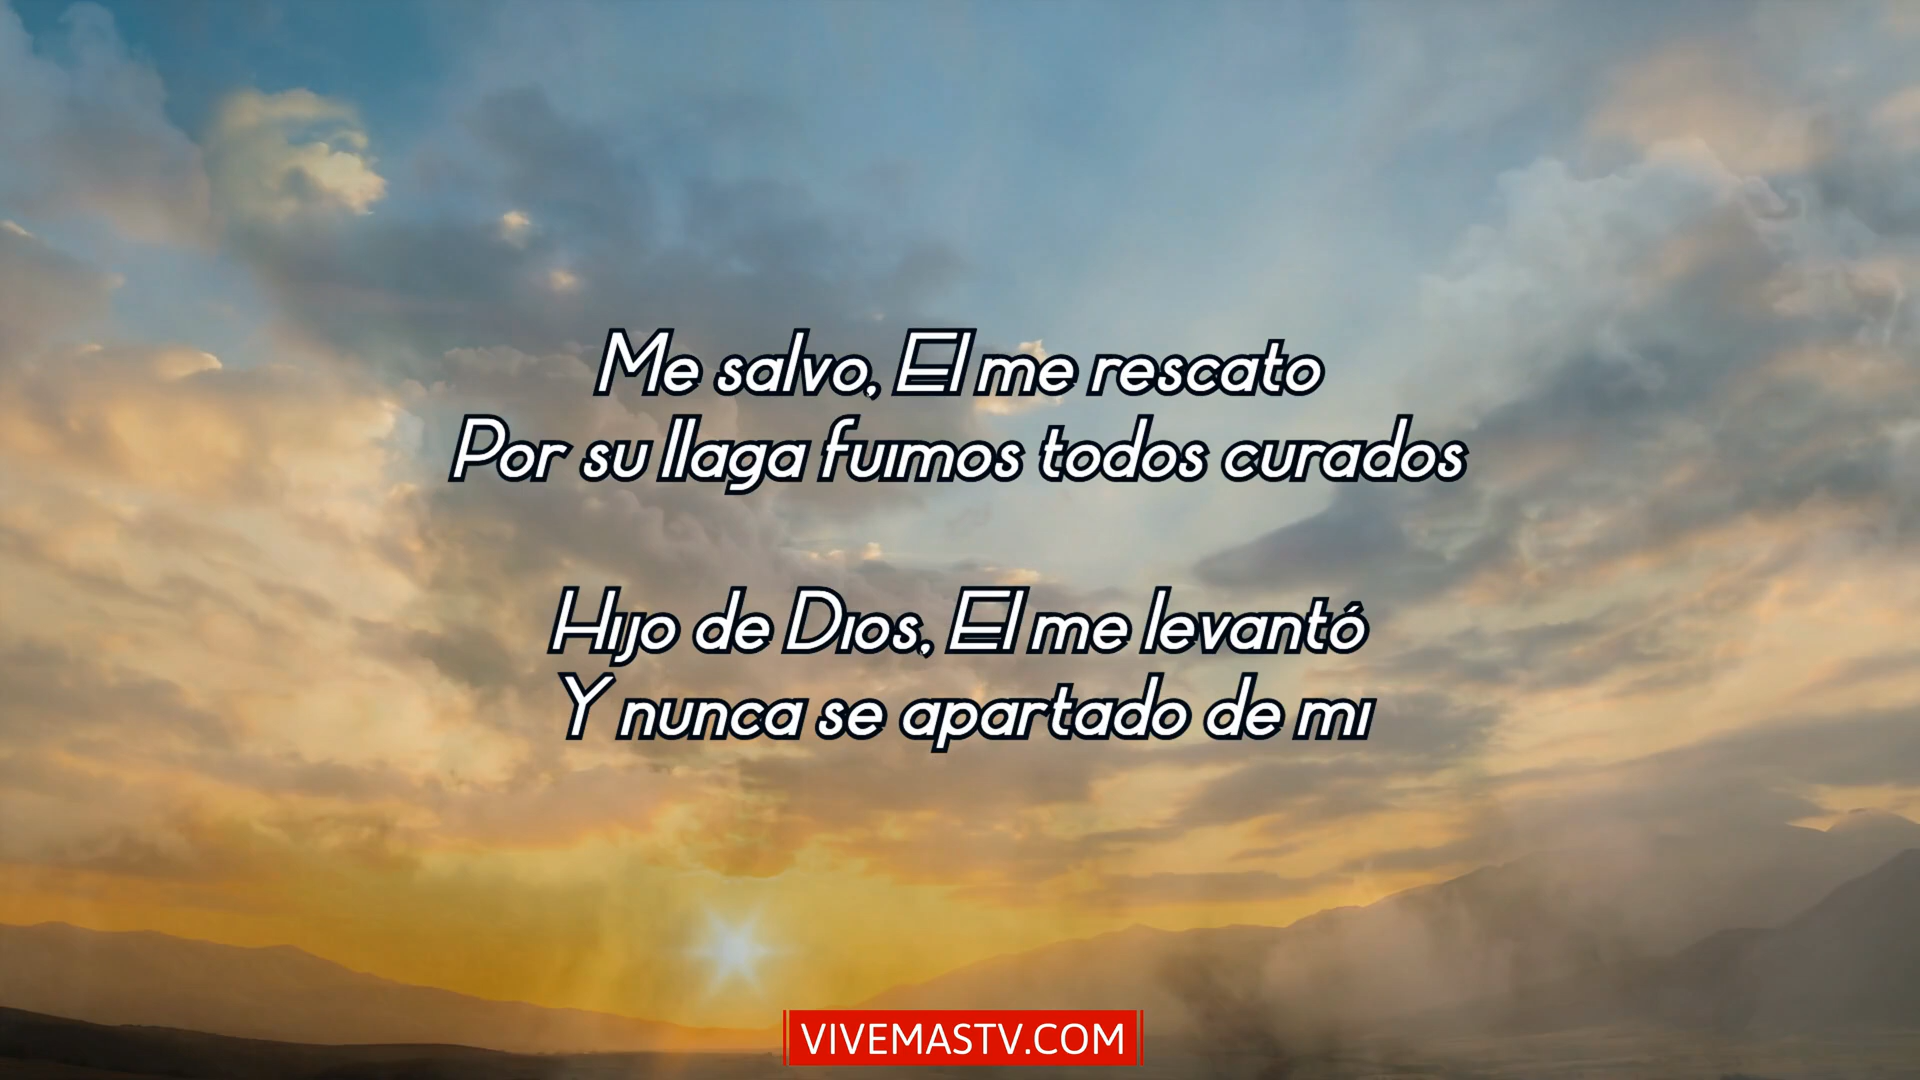 Me salvo, El me rescato
Por su llaga fuimos todos curados
Hijo de Dios, El me levantó
Y nunca se apartado de mi
VIVEMASTV.COM